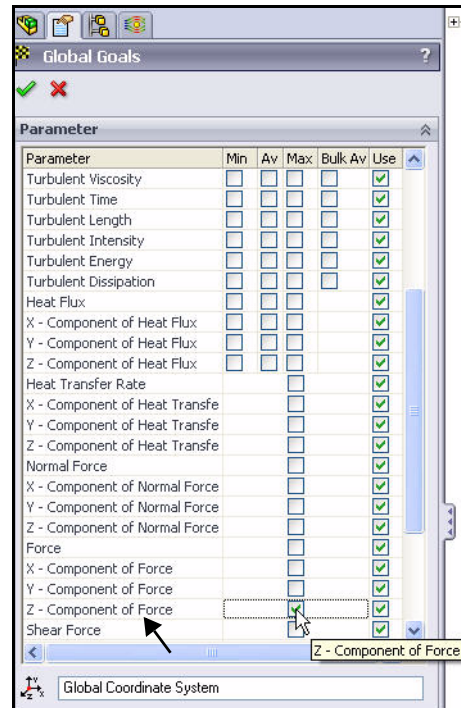 Global Goals ?
Parameter
Parameter Min Av Max Bulk Av Use
Turbulent Viscosity
Turbulent Time
Turbulent Length
Turbulent Intensity
Turbulent Energy
Turbulent Dissipation
Heat Flux
X - Component of Heat Flux
Y - Component of Heat Flux
Z - Component of Heat Flux
Heat Transfer Rate
X - Component of Heat Transfe
Y - Component of Heat Transfe
Z - Component of Heat Transfe
Normal Force
X - Component of Normal Force
Y - Component of Normal Force
Z - Component of Normal Force
Force
X - Component of Force
Y - Component of Force
Z - Component of Force
Shear Force
Z - Component of Force
Global Coordinate System